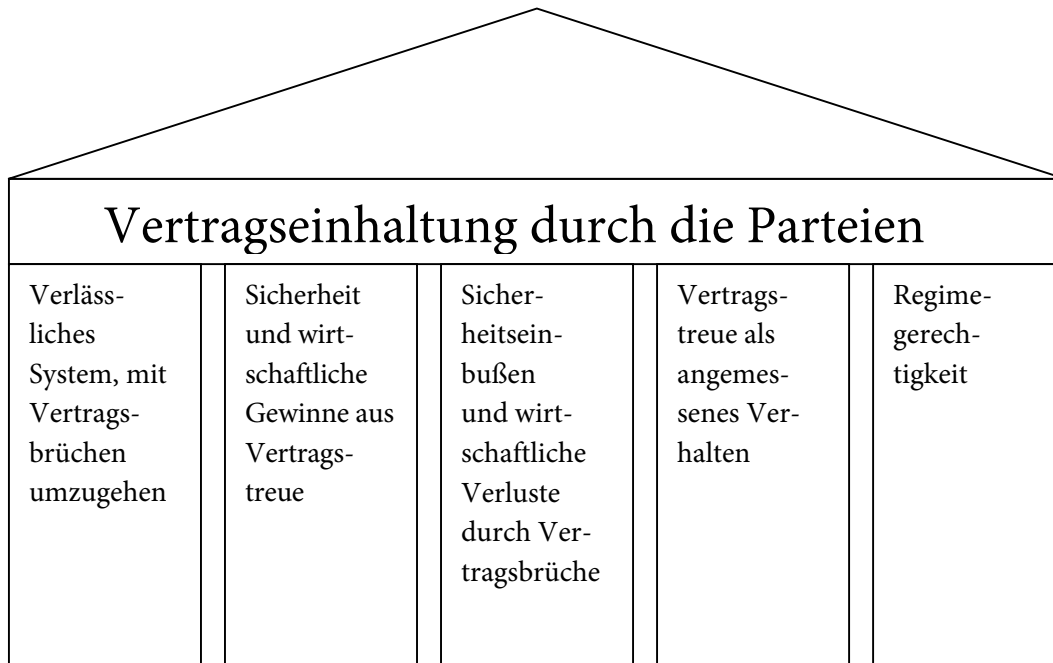 Vertragseinhaltung durch die Parteien
Verläss-
liches
System, mit
Vertrags-
brüchen
umzugehen
Sicherheit
und wirt-
schaftliche
Gewinne aus
Vertrags-
treue
Sicher-
heitsein-
bußen
und wirt-
schaftliche
Verluste
durch Ver-
tragsbrüche
Vertrags-
treue als
angemes-
senes Ver-
halten
Regime-
gerech-
tigkeit